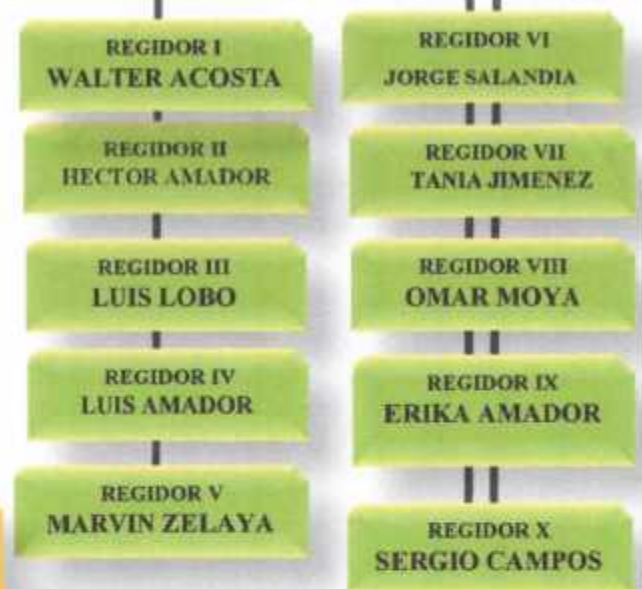 REGIDOR I
WALTER ACOSTA
REGIDOR II
HECTOR AMADOR
REGIDOR III
LUIS LOBO
REGIDOR IV
LUIS AMADOR
REGIDOR V
MARVIN ZELAYA
REGIDOR VI
JORGE SALANDIA
REGIDOR VII
TANIA JIMENEZ
REGIDOR VIII
OMAR MOYA
REGIDOR IX
ERIKA AMADOR
REGIDOR X
SERGIO CAMPOS